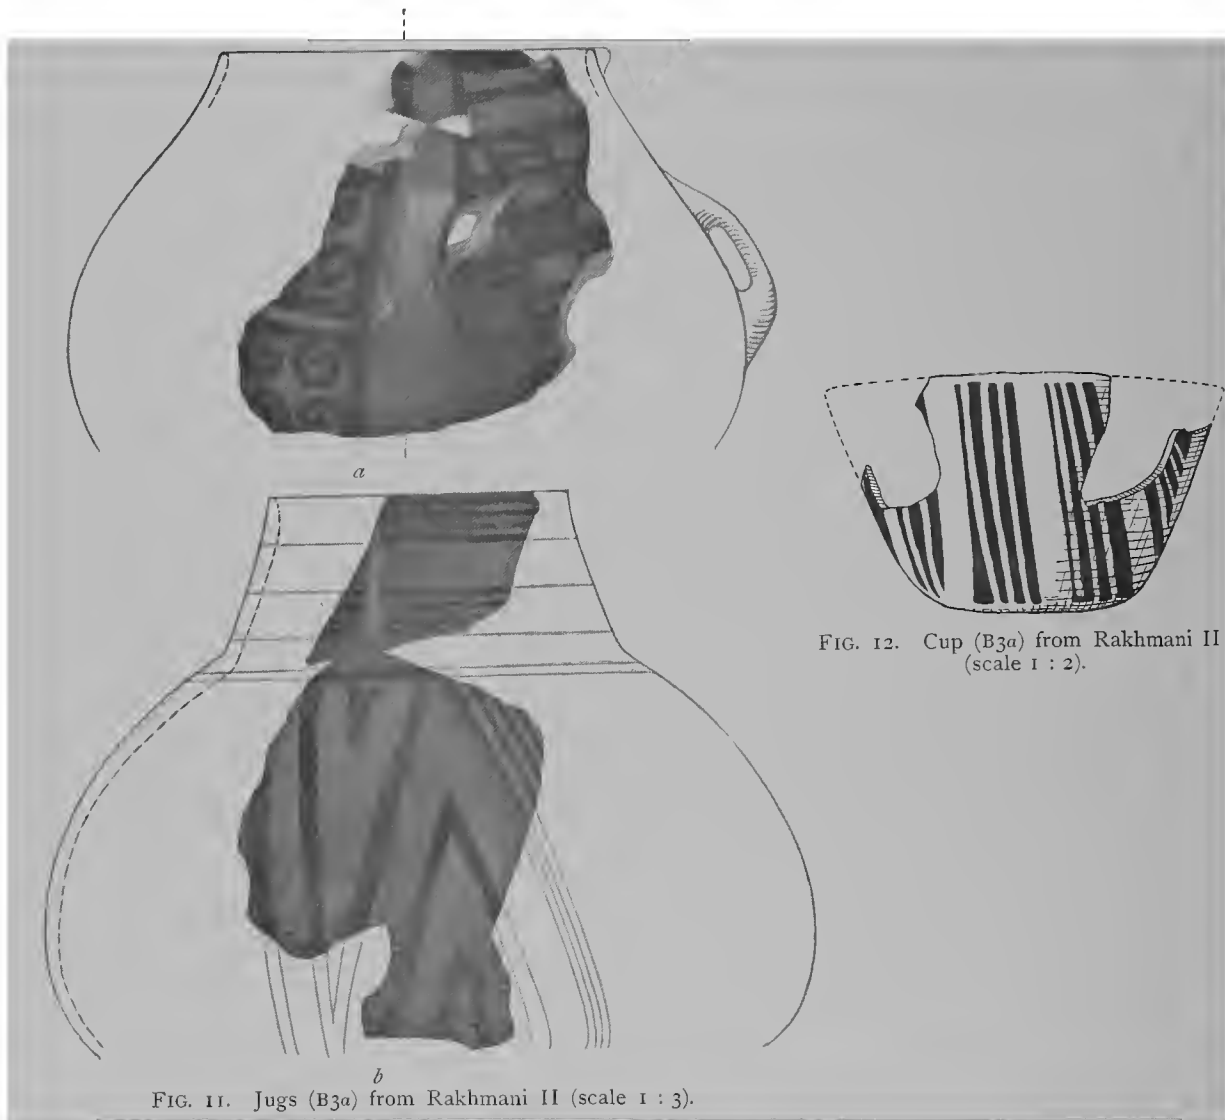 a
FIG. 12. Cup (B3a) from Rakhmani II
(scale 1 : 2).
b
FIG. 11. Jugs (B3a) from Rakhmani II (scale 1 : 3).